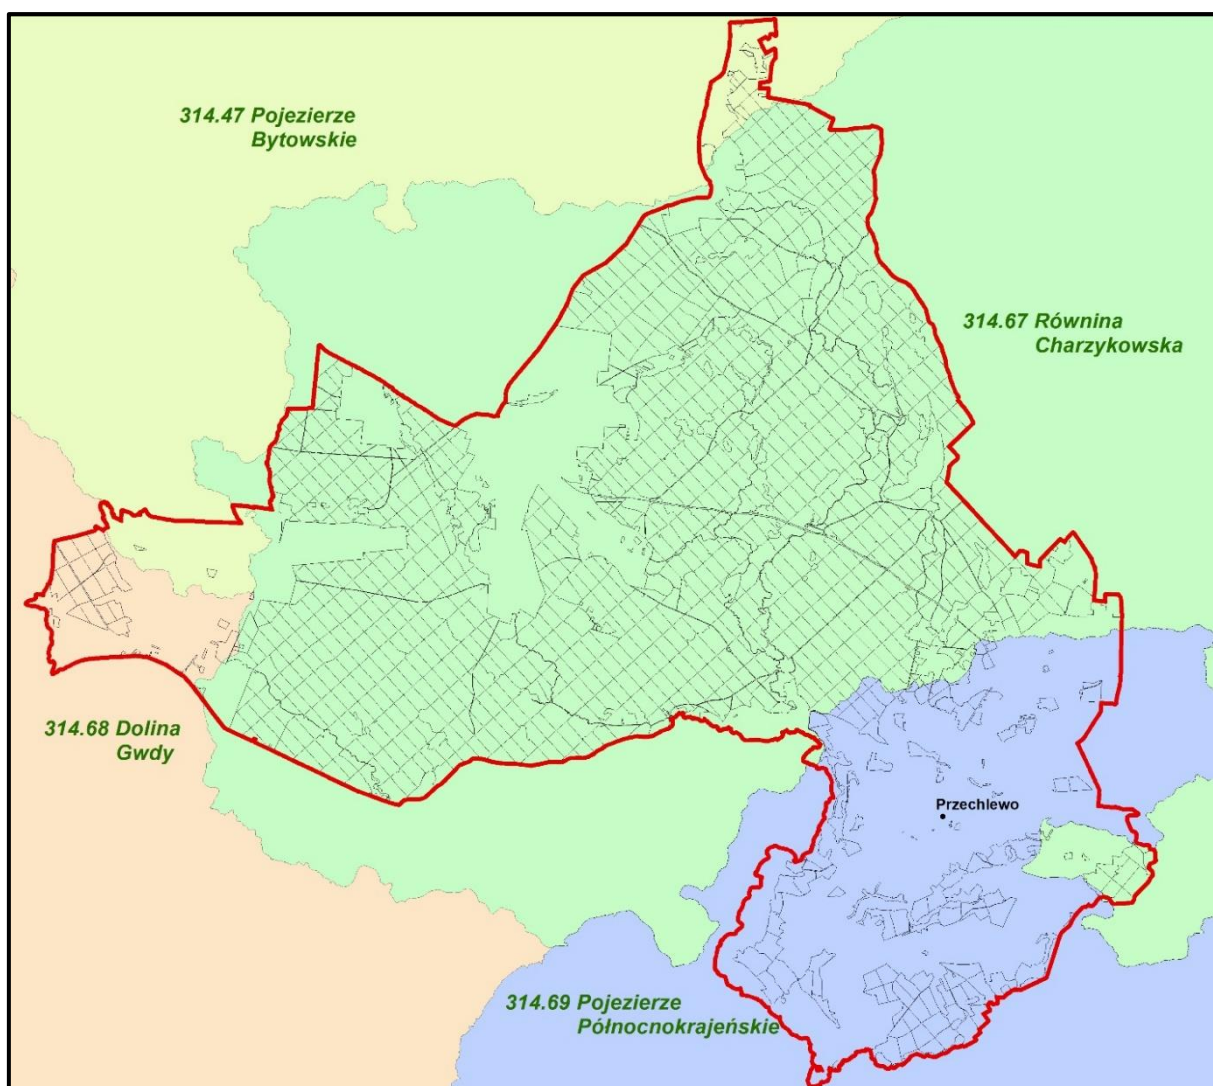 314.47 Pojezierze
Bytowskie
314.67 Równina
Charzykowska
314.68 Dolina
Gwdy
Przechlewo
314.69 Pojezierze
Północnokrajeńskie